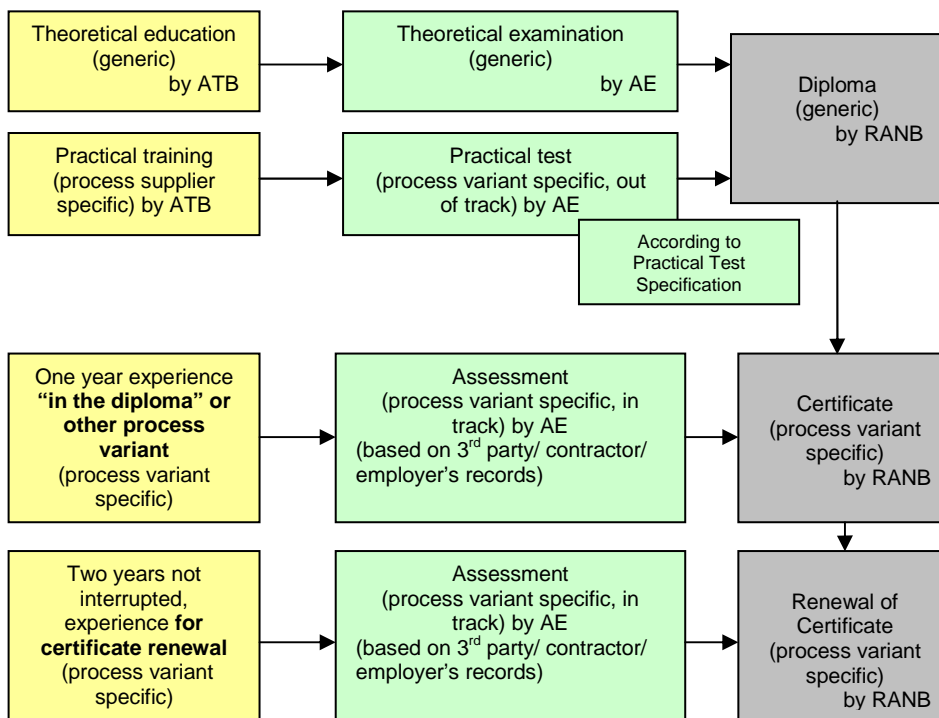 Theoretical education
(generic)
by ATB
Theoretical examination
(generic)
by AE
Diploma
(generic)
by RANB
Practical training
(process supplier
specific) by ATB
Practical test
(process variant specific, out
of track) by AE
According to
Practical Test
Specification
One year experience
“in the diploma” or
other process
variant
(process variant
specific)
Assessment
(process variant specific, in
track) by AE
(based on 3rd party/ contractor/
employer’s records)
Certificate
(process variant
specific)
by RANB
Two years not
interrupted,
experience for
certificate renewal
(process variant
specific)
Assessment
(process variant specific, in
track) by AE
(based on 3rd party/ contractor/
employer’s records)
Renewal of
Certificate
(process variant
specific)
by RANB